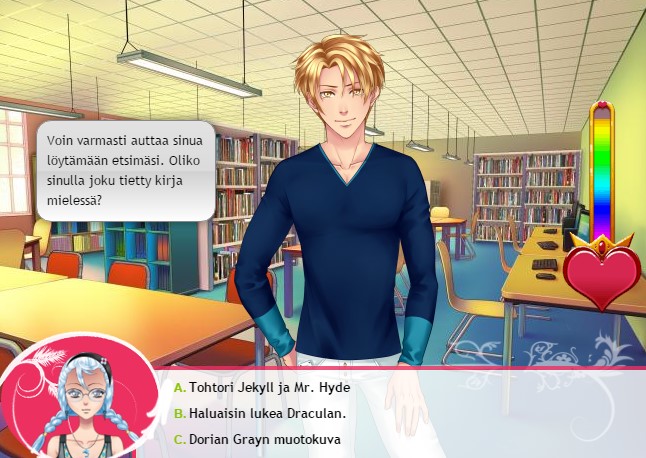 Voin varmasti auttaa sinua
löytämään etsimäsi. Oliko
sinulla joku tietty kirja
mielessä?
A. Tohtori Jekyll ja Mr. Hyde
B. Haluaisin lukea Draculan.
C. Dorian Grayn muotokuva